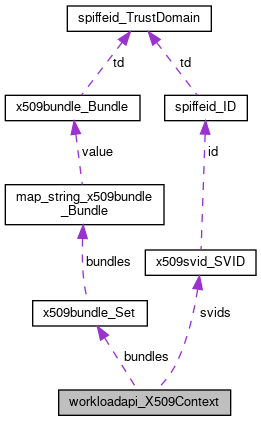 spiffeid_TrustDomain
td
td
x509bundle_Bundle
spiffeid_ID
value
id
map_string_x509bundle
_Bundle
bundles
x509svid_SVID
x509bundle_Set
svids
bundles
workloadapi_X509Context